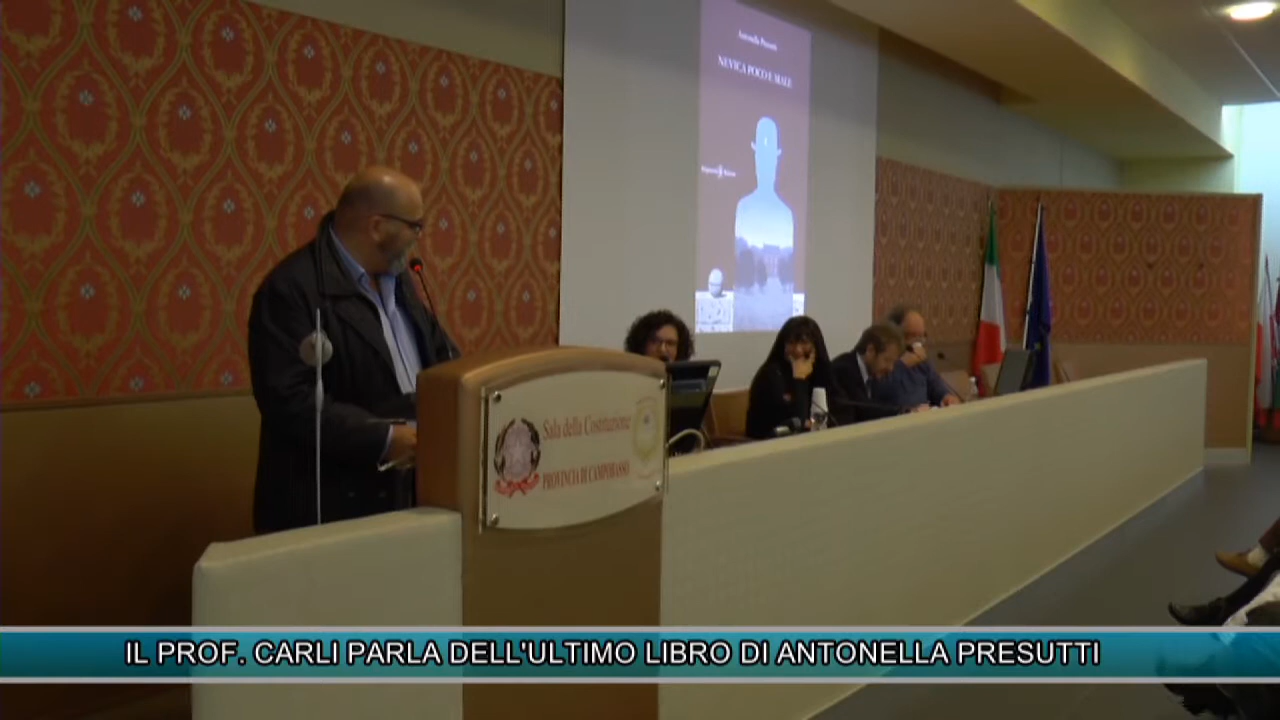 Antonella Presutti
NEVICA POCO E MALE
Sala della Costituzione
PROVINCIA DI CAMPOBASSO
IL PROF. CARLI PARLA DELL'ULTIMO LIBRO DI ANTONELLA PRESUTTI